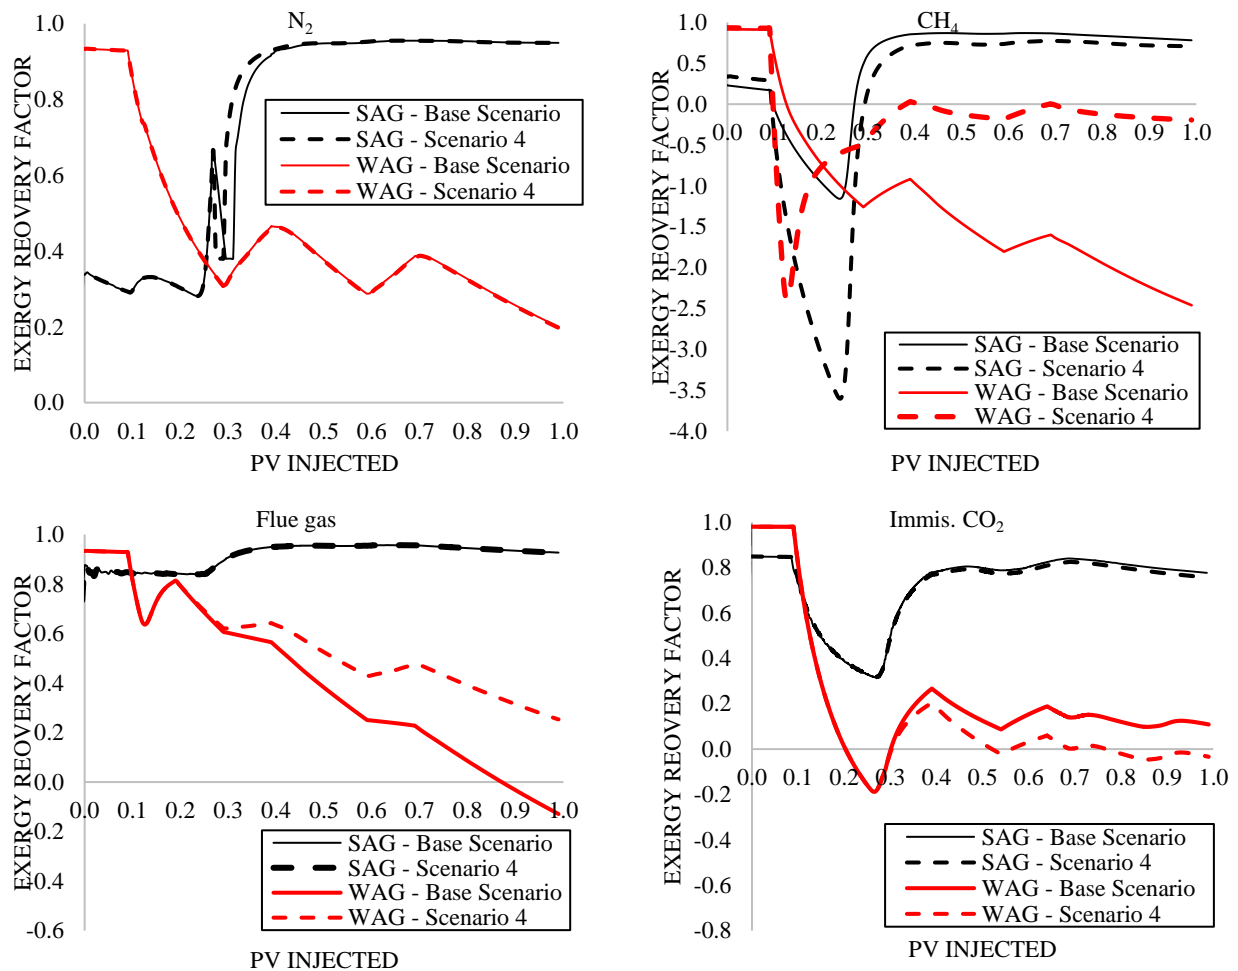 N2
EXERGY REOVERY FACTOR
1.0
0.8
0.6
0.4
0.2
0.0
SAG - Base Scenario
SAG - Scenario 4
WAG - Base Scenario
WAG - Scenario 4
0.0 0.1 0.2 0.3 0.4 0.5 0.6 0.7 0.8 0.9 1.0
PV INJECTED
CH4
EXERGY REOVERY FACTOR
1.0
0.5
0.0
-0.5
-1.0
-1.5
-2.0
-2.5
-3.0
-3.5
-4.0
0.0 0.1 0.2 0.3 0.4 0.5 0.6 0.7 0.8 0.9 1.0
SAG - Base Scenario
SAG - Scenario 4
WAG - Base Scenario
WAG - Scenario 4
PV INJECTED
Flue gas
EXERGY REOVERY FACTOR
1.0
0.8
0.6
0.4
0.2
0.0
-0.2
-0.4
-0.6
0.0 0.1 0.2 0.3 0.4 0.5 0.6 0.7 0.8 0.9 1.0
SAG - Base Scenario
SAG - Scenario 4
WAG - Base Scenario
WAG - Scenario 4
PV INJECTED
Immis. CO2
EXERGY REOVERY FACTOR
1.0
0.8
0.6
0.4
0.2
0.0
-0.2
-0.4
-0.6
-0.8
0.0 0.1 0.2 0.3 0.4 0.5 0.6 0.7 0.8 0.9 1.0
SAG - Base Scenario
SAG - Scenario 4
WAG - Base Scenario
WAG - Scenario 4
PV INJECTED